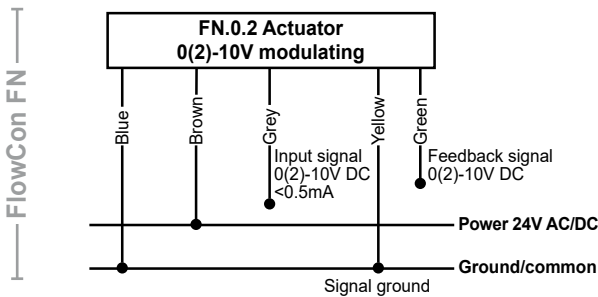 FlowCon FN
FN.0.2 Actuator
0(2)-10V modulating
Blue
Brown
Grey
Yellow
Green
Input signal
0(2)-10V DC
<0.5mA
Feedback signal
0(2)-10V DC
Power 24V AC/DC
Ground/common
Signal ground